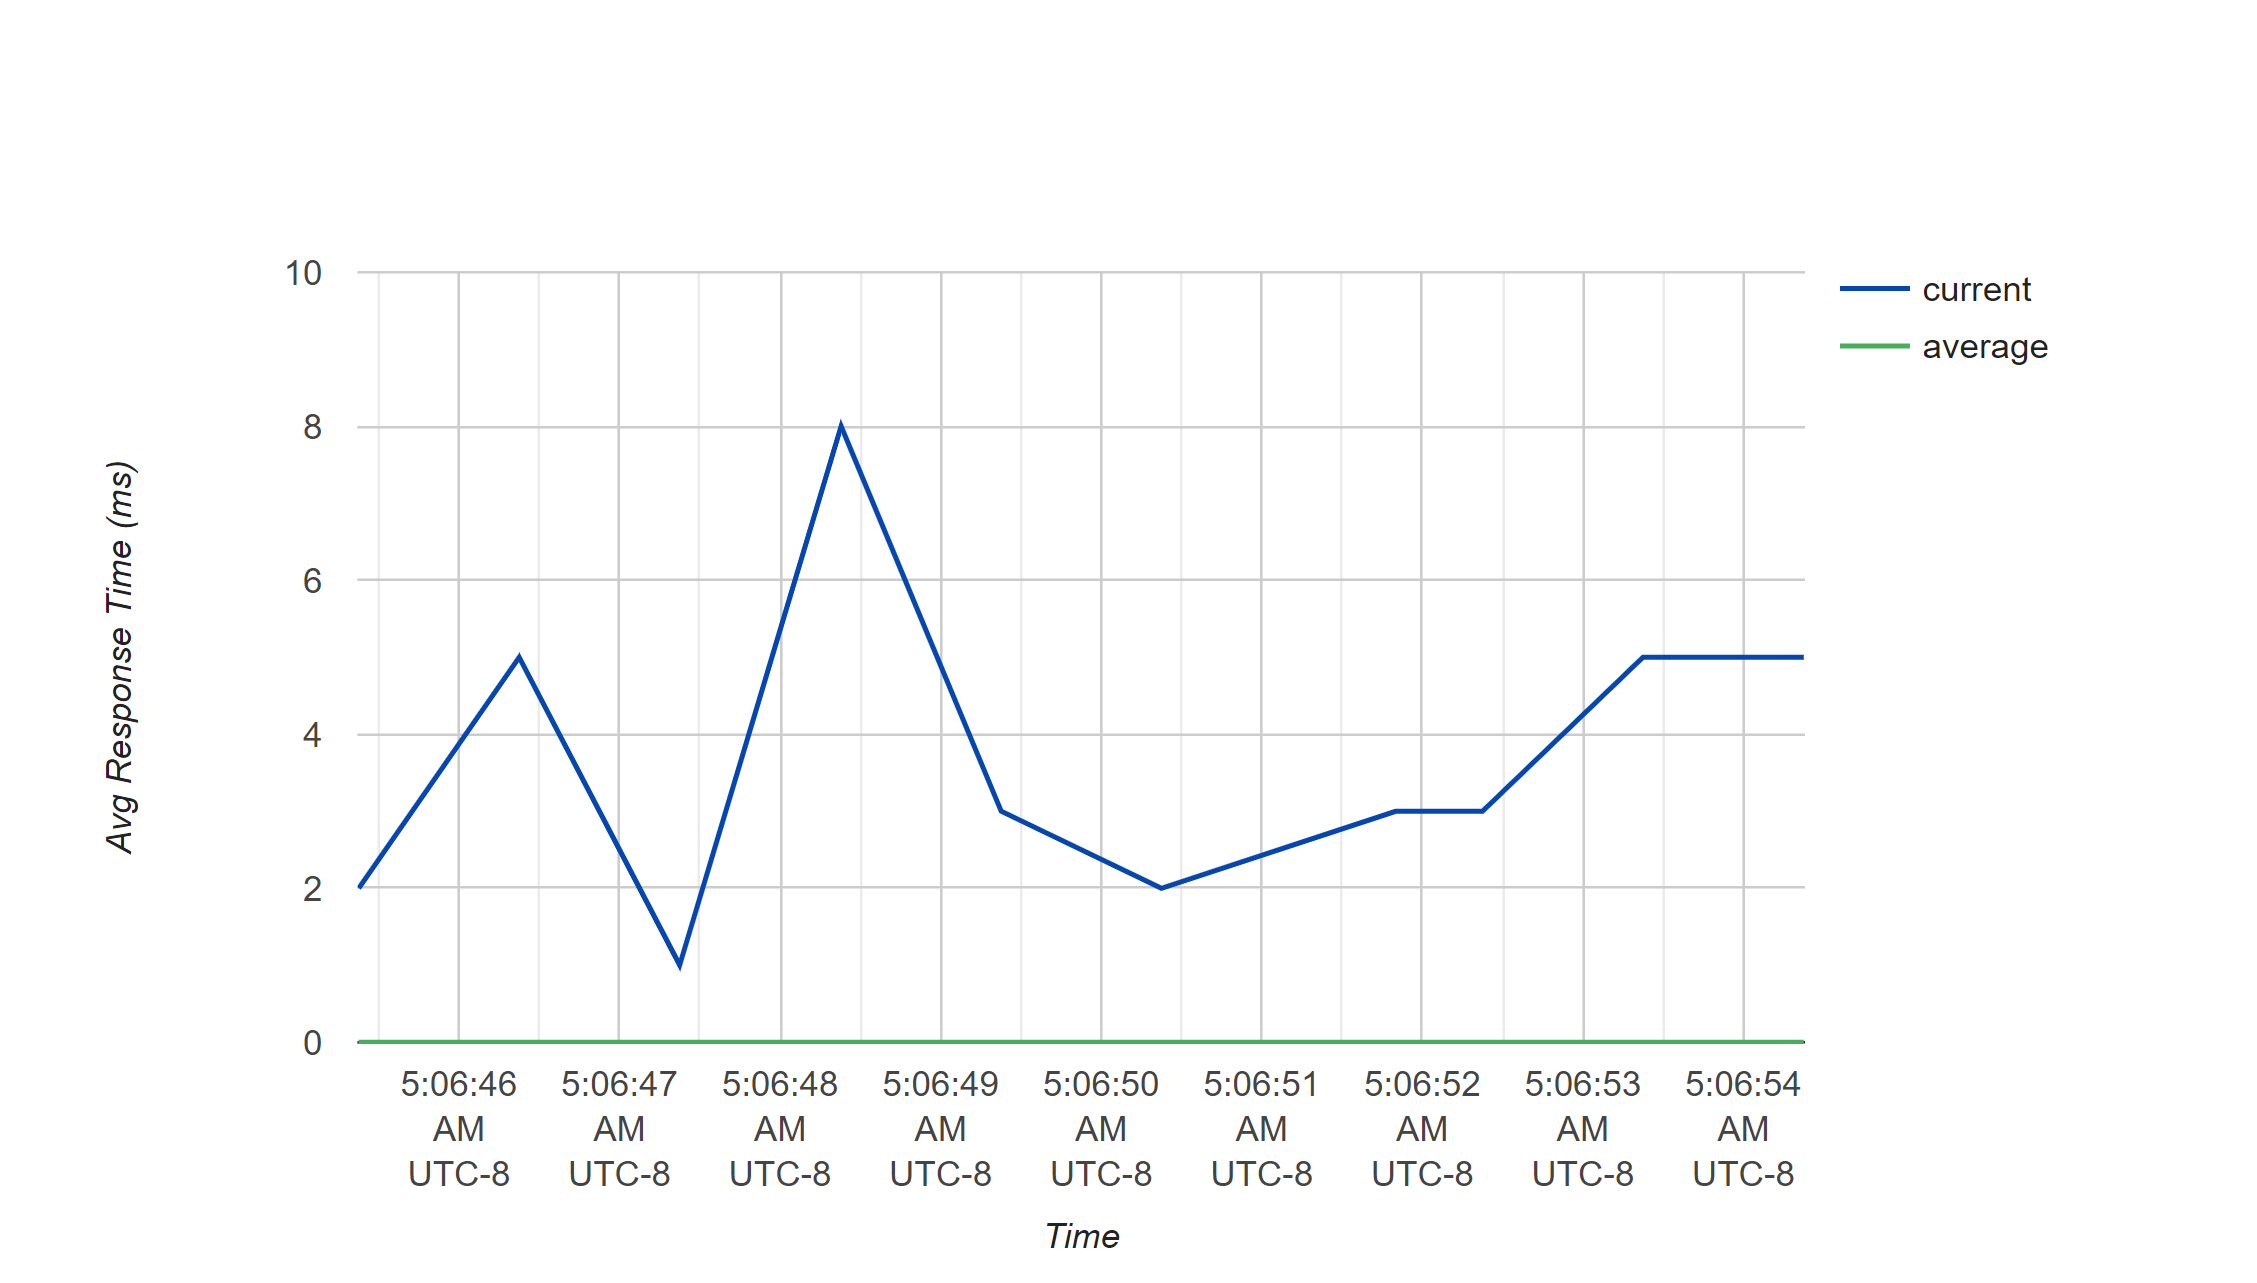 10
8
6
4
2
0
Avg Response Time (ms)
current
average
5:06:46 5:06:47 5:06:48 5:06:49 5:06:50 5:06:51 5:06:52 5:06:53 5:06:54
AM AM AM AM AM AM AM AM AM
UTC-8 UTC-8 UTC-8 UTC-8 UTC-8 UTC-8 UTC-8 UTC-8 UTC-8
Time